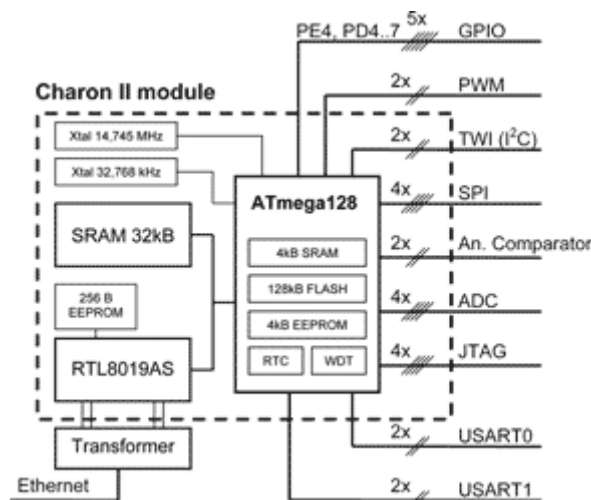 PE4, PD4..7 5x GPIO
2x PWM
Charon II module
Xtal 14,745 MHz
2x TWI (I²C)
Xtal 32,768 kHz
ATmega128
4x SPI
SRAM 32kB
4kB SRAM
2x An. Comparator
128kB FLASH
256 B
EEPROM
4x ADC
4kB EEPROM
RTL8019AS
RTC WDT
4x JTAG
Transformer
2x USART0
Ethernet
2x USART1